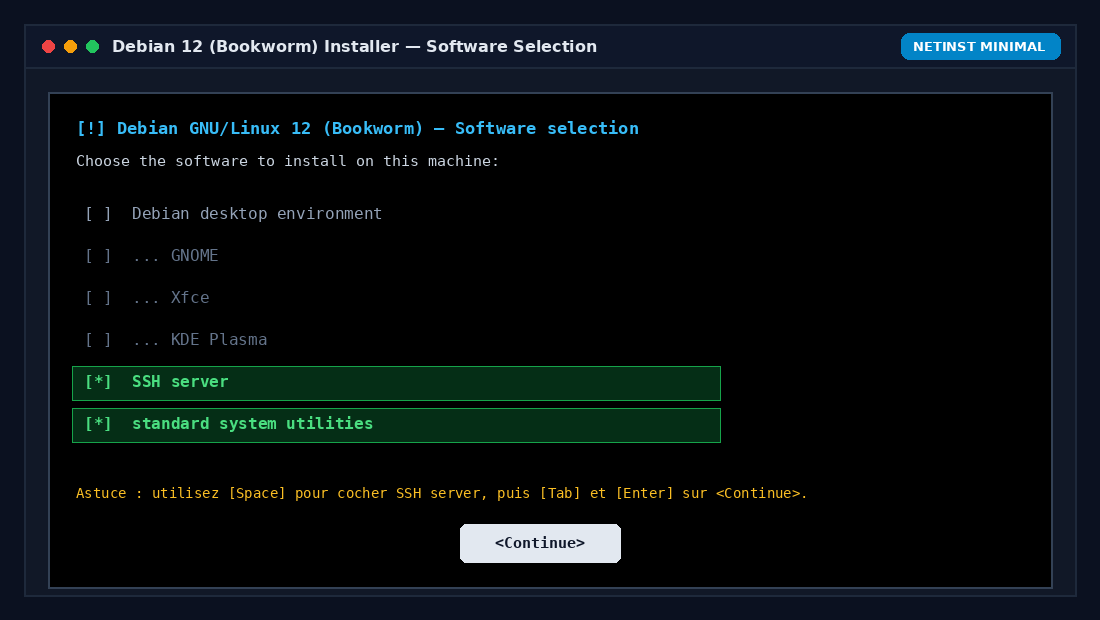 Debian 12 (Bookworm) Installer — Software Selection
NETINST MINIMAL
[!] Debian GNU/Linux 12 (Bookworm) — Software selection
Choose the software to install on this machine:
[ ] Debian desktop environment
[ ] ... GNOME
[ ] ... Xfce
[ ] ... KDE Plasma
[*] SSH server
[*] standard system utilities
Astuce : utilisez [Space] pour cocher SSH server, puis [Tab] et [Enter] sur <Continue>.
<Continue>